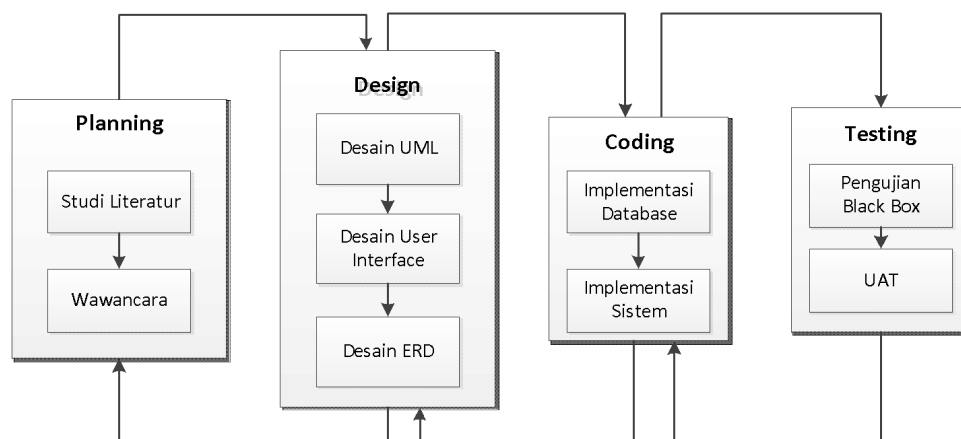 Planning
Studi Literatur
Wawancara
Design
Desain UML
Desain User
Interface
Desain ERD
Coding
Implementasi
Database
Implementasi
Sistem
Testing
Pengujian
Black Box
UAT